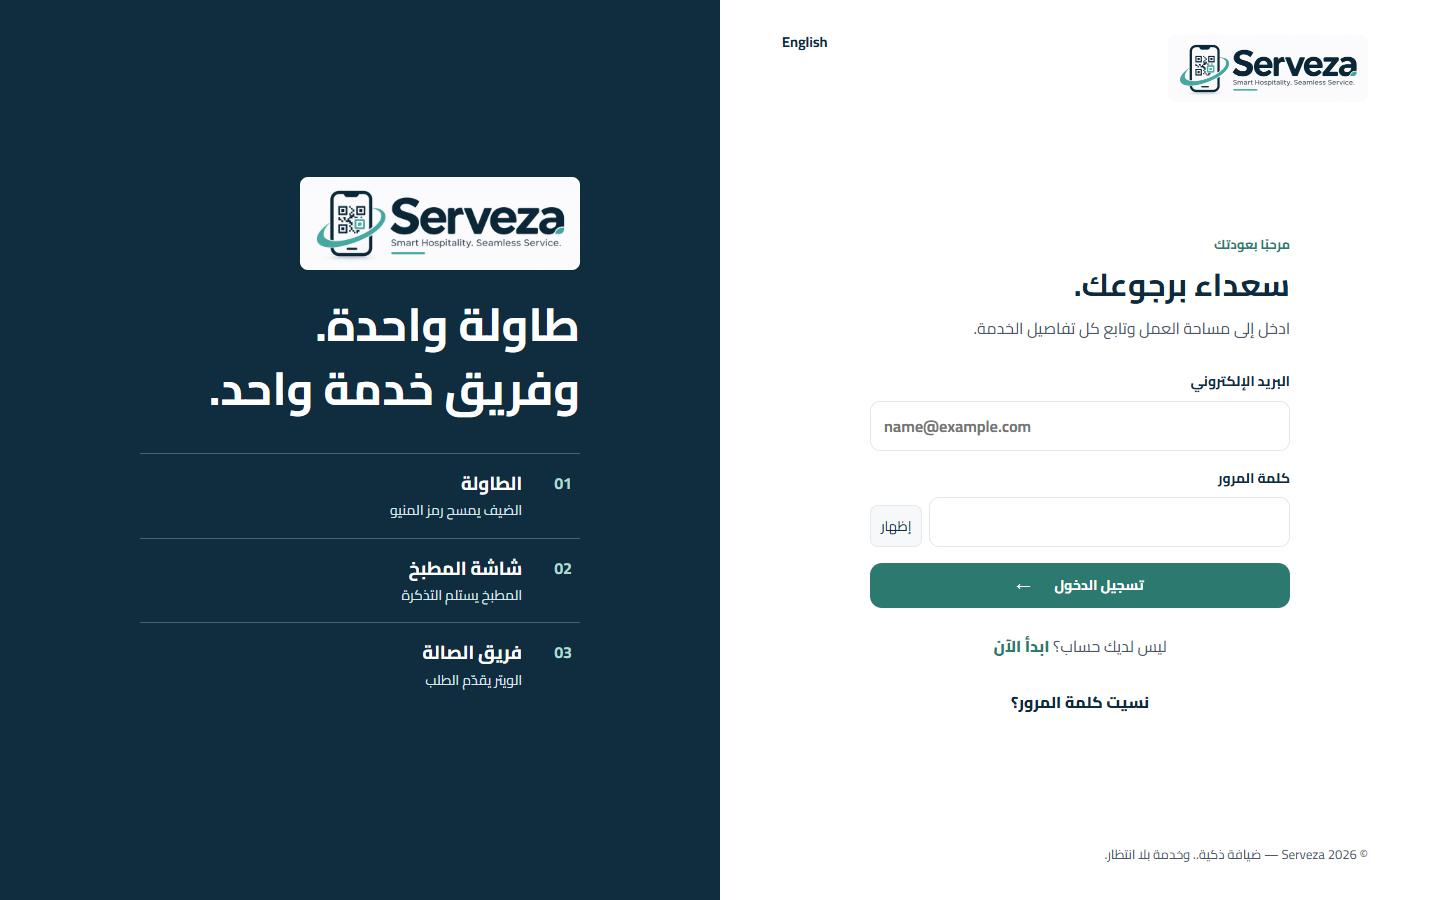 Serveza
Smart Hospitality. Seamless Service.
English
مرحبًا بعودتك
سعداء برجوعك.
ادخل إلى مساحة العمل وتابع كل تفاصيل الخدمة.
البريد الإلكتروني
name@example.com
كلمة المرور
إظهار
تسجيل الدخول ←
ليس لديك حساب؟ ابدأ الآن
نسيت كلمة المرور؟
© 2026 Serveza — ضيافة ذكية.. وخدمة بلا انتظار.
Serveza
Smart Hospitality. Seamless Service.
طاولة واحدة.
وفريق خدمة واحد.
01 الطاولة
الضيف يمسح رمز المنيو
02 شاشة المطبخ
المطبخ يستلم التذكرة
03 فريق الصالة
الويتر يقدّم الطلب